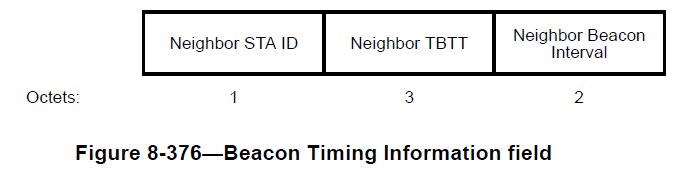 Neighbor STA ID
Neighbor TBTT
Neighbor Beacon
Interval
Octets:
1
3
2
Figure 8-376—Beacon Timing Information field